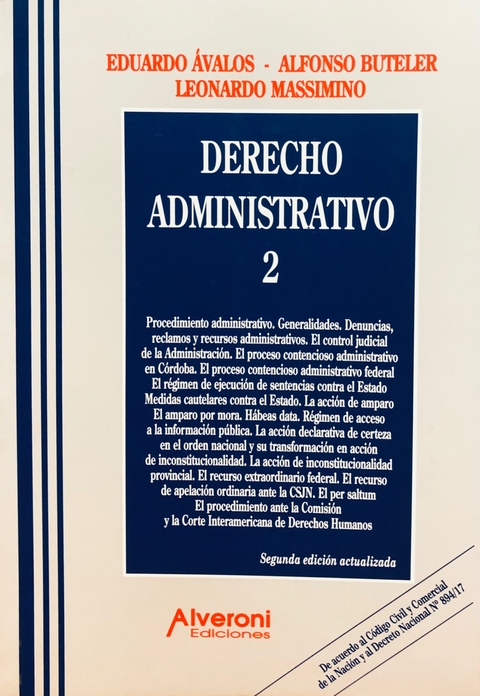 EDUARDO ÁVALOS - ALFONSO BUTELER
LEONARDO MASSIMINO
DERECHO
ADMINISTRATIVO
2
Procedimiento administrativo. Generalidades. Denuncias,
reclamos y recursos administrativos. El control judicial
de la Administración. El proceso contencioso administrativo
en Córdoba. El proceso contencioso administrativo federal
El régimen de ejecución de sentencias contra el Estado
Medidas cautelares contra el Estado. La acción de amparo
El amparo por mora. Hábeas data. Régimen de acceso
a la información pública. La acción declarativa de certeza
en el orden nacional y su transformación en acción
de inconstitucionalidad. La acción de inconstitucionalidad
provincial. El recurso extraordinario federal. El recurso
de apelación ordinaria ante la CSJN. El per saltum
El procedimiento ante la Comisión
y la Corte Interamericana de Derechos Humanos
Segunda edición actualizada
Alveroni
Ediciones
De acuerdo al Código Civil y Comercial
de la Nación y al Decreto Nacional Nº 894/17